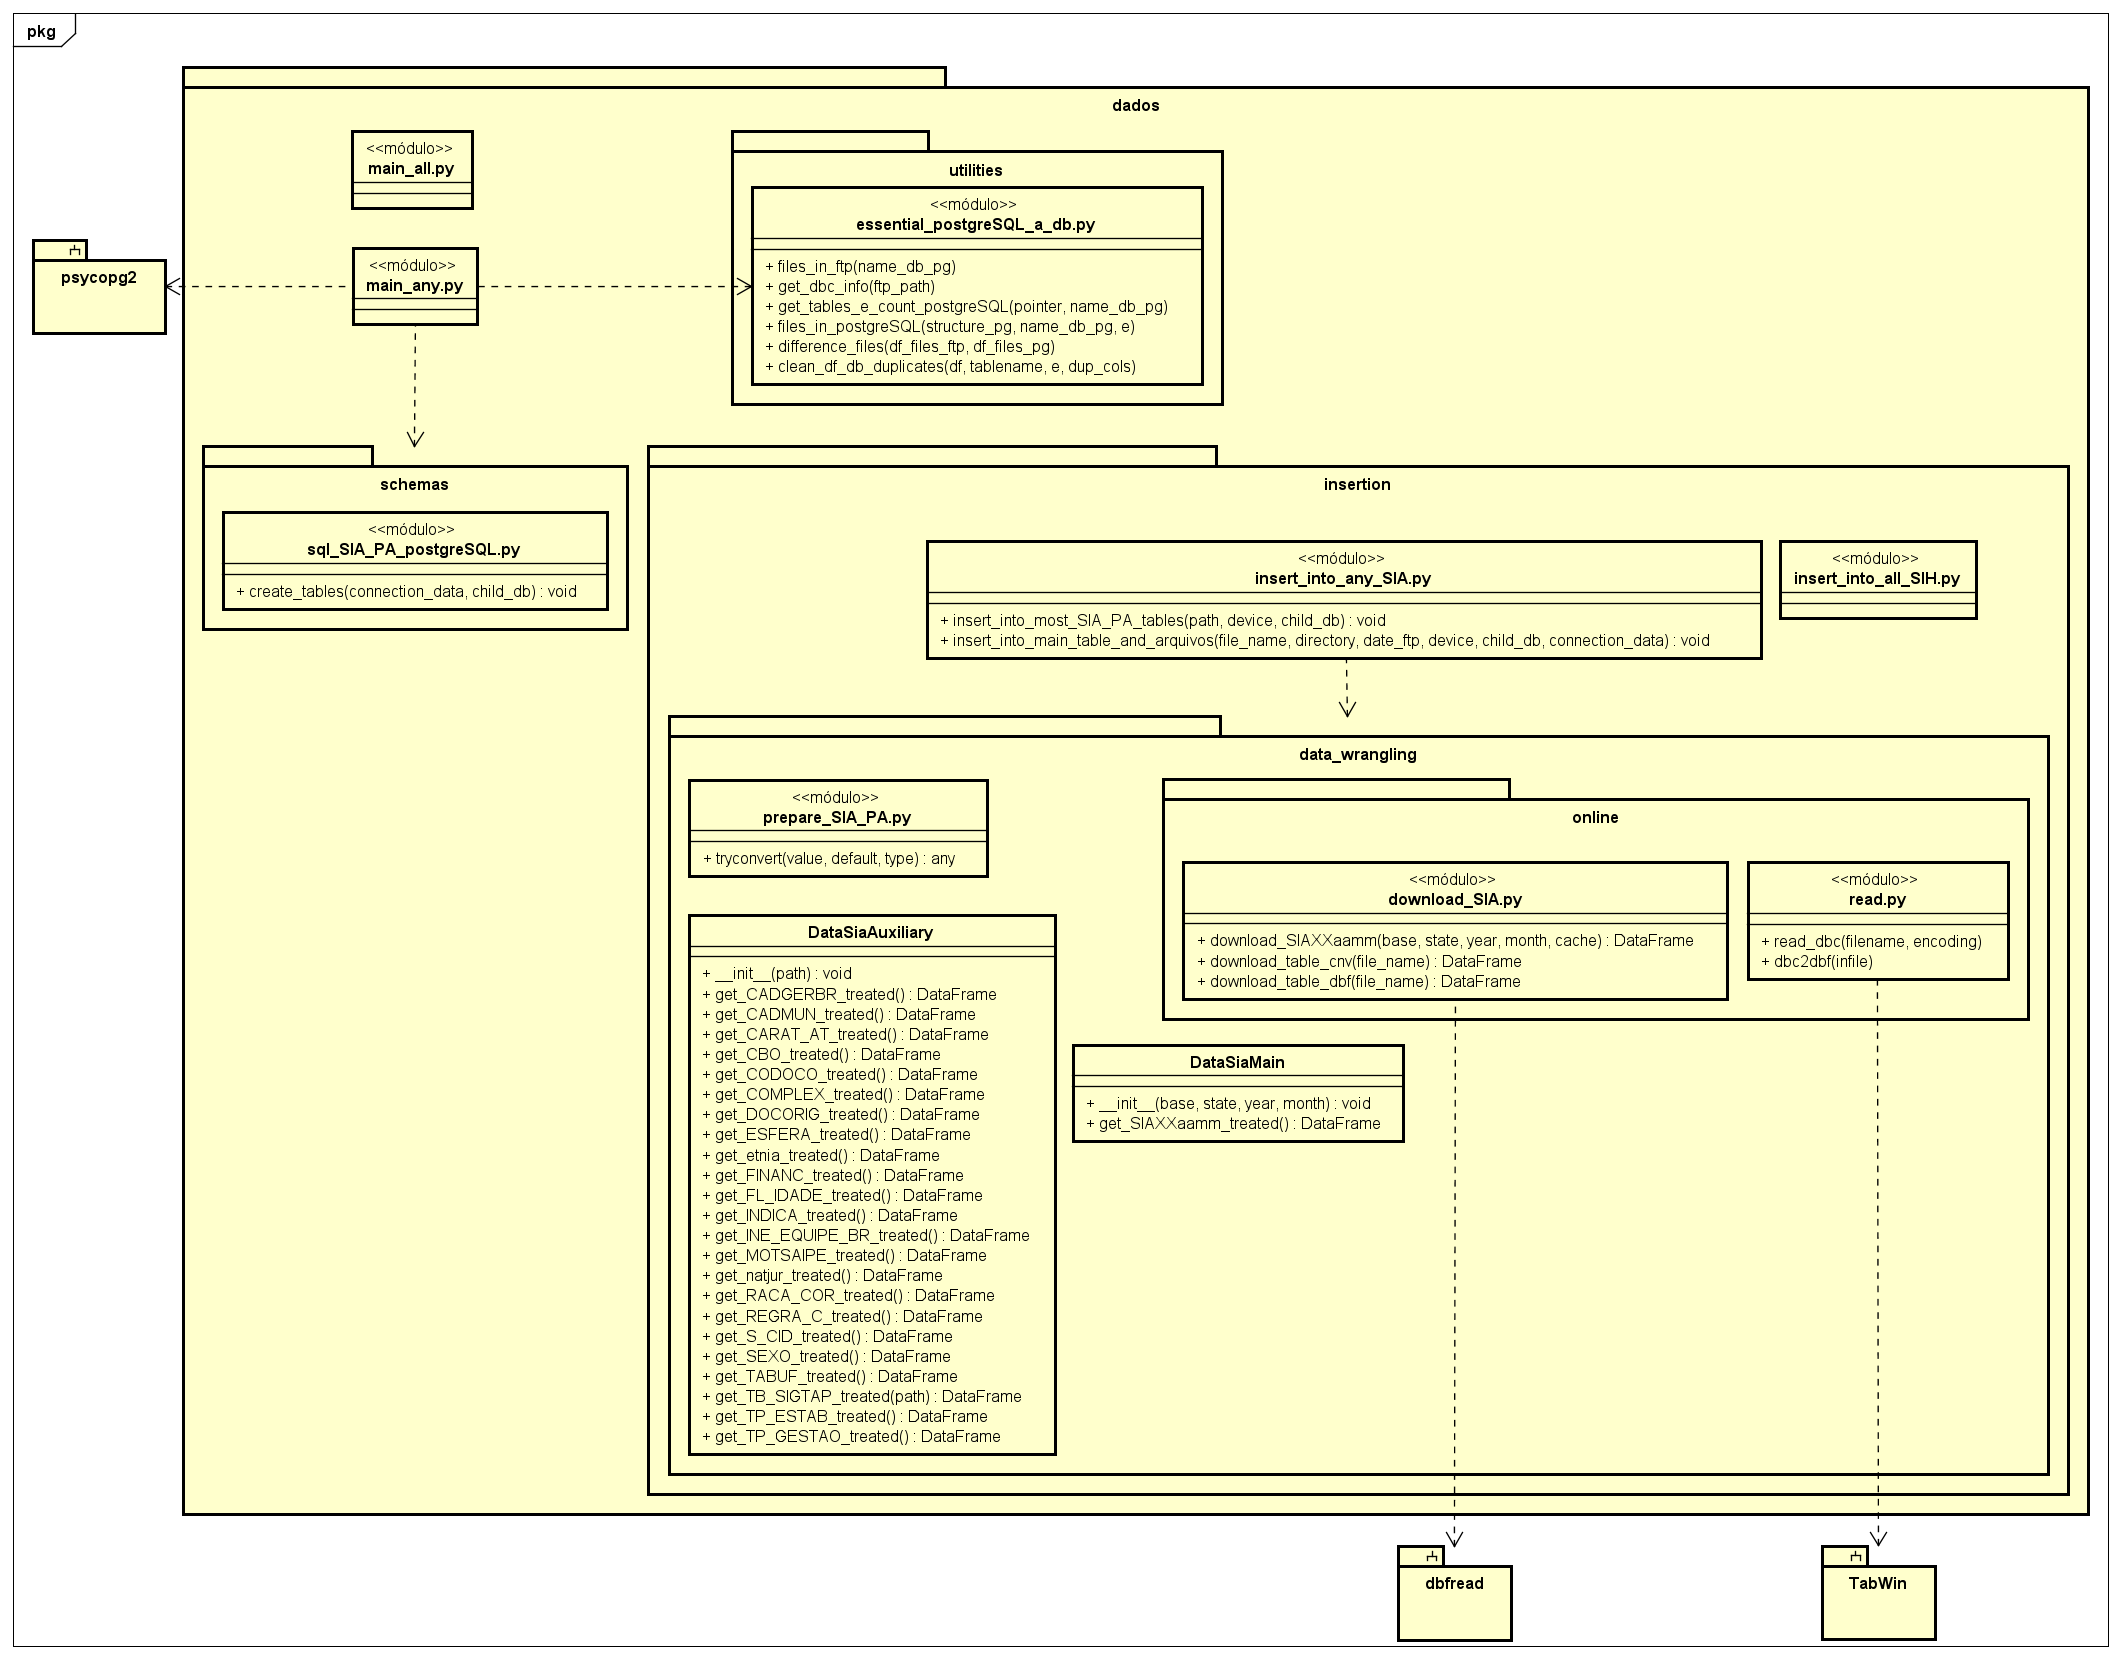 pkg
dados
<<módulo>>
main_all.py
utilities
<<módulo>>
essential_postgreSQL_a_db.py
+ files_in_ftp(name_db_pg)
+ get_dbc_info(ftp_path)
+ get_tables_e_count_postgreSQL(pointer, name_db_pg)
+ files_in_postgreSQL(structure_pg, name_db_pg, e)
+ difference_files(df_files_ftp, df_files_pg)
+ clean_df_db_duplicates(df, tablename, e, dup_cols)
psycopg2
<<módulo>>
main_any.py
schemas
<<módulo>>
sql_SIA_PA_postgreSQL.py
+ create_tables(connection_data, child_db) : void
insertion
<<módulo>>
insert_into_any_SIA.py
+ insert_into_most_SIA_PA_tables(path, device, child_db) : void
+ insert_into_main_table_and_arquivos(file_name, directory, date_ftp, device, child_db, connection_data) : void
<<módulo>>
insert_into_all_SIH.py
data_wrangling
<<módulo>>
prepare_SIA_PA.py
+ tryconvert(value, default, type) : any
online
<<módulo>>
download_SIA.py
+ download_SIAXXaamm(base, state, year, month, cache) : DataFrame
+ download_table_cnv(file_name) : DataFrame
+ download_table_dbf(file_name) : DataFrame
<<módulo>>
read.py
+ read_dbc(filename, encoding)
+ dbc2dbf(infile)
DataSiaAuxiliary
+ __init__(path) : void
+ get_CADGERBR_treated() : DataFrame
+ get_CADMUN_treated() : DataFrame
+ get_CARAT_AT_treated() : DataFrame
+ get_CBO_treated() : DataFrame
+ get_CODOCO_treated() : DataFrame
+ get_COMPLEX_treated() : DataFrame
+ get_DOCORIG_treated() : DataFrame
+ get_ESFERA_treated() : DataFrame
+ get_etnia_treated() : DataFrame
+ get_FINANC_treated() : DataFrame
+ get_FL_IDADE_treated() : DataFrame
+ get_INDICA_treated() : DataFrame
+ get_INE_EQUIPE_BR_treated() : DataFrame
+ get_MOTSAIPE_treated() : DataFrame
+ get_natjur_treated() : DataFrame
+ get_RACA_COR_treated() : DataFrame
+ get_REGRA_C_treated() : DataFrame
+ get_S_CID_treated() : DataFrame
+ get_SEXO_treated() : DataFrame
+ get_TABUF_treated() : DataFrame
+ get_TB_SIGTAP_treated(path) : DataFrame
+ get_TP_ESTAB_treated() : DataFrame
+ get_TP_GESTAO_treated() : DataFrame
DataSiaMain
+ __init__(base, state, year, month) : void
+ get_SIAXXaamm_treated() : DataFrame
dbfread
TabWin